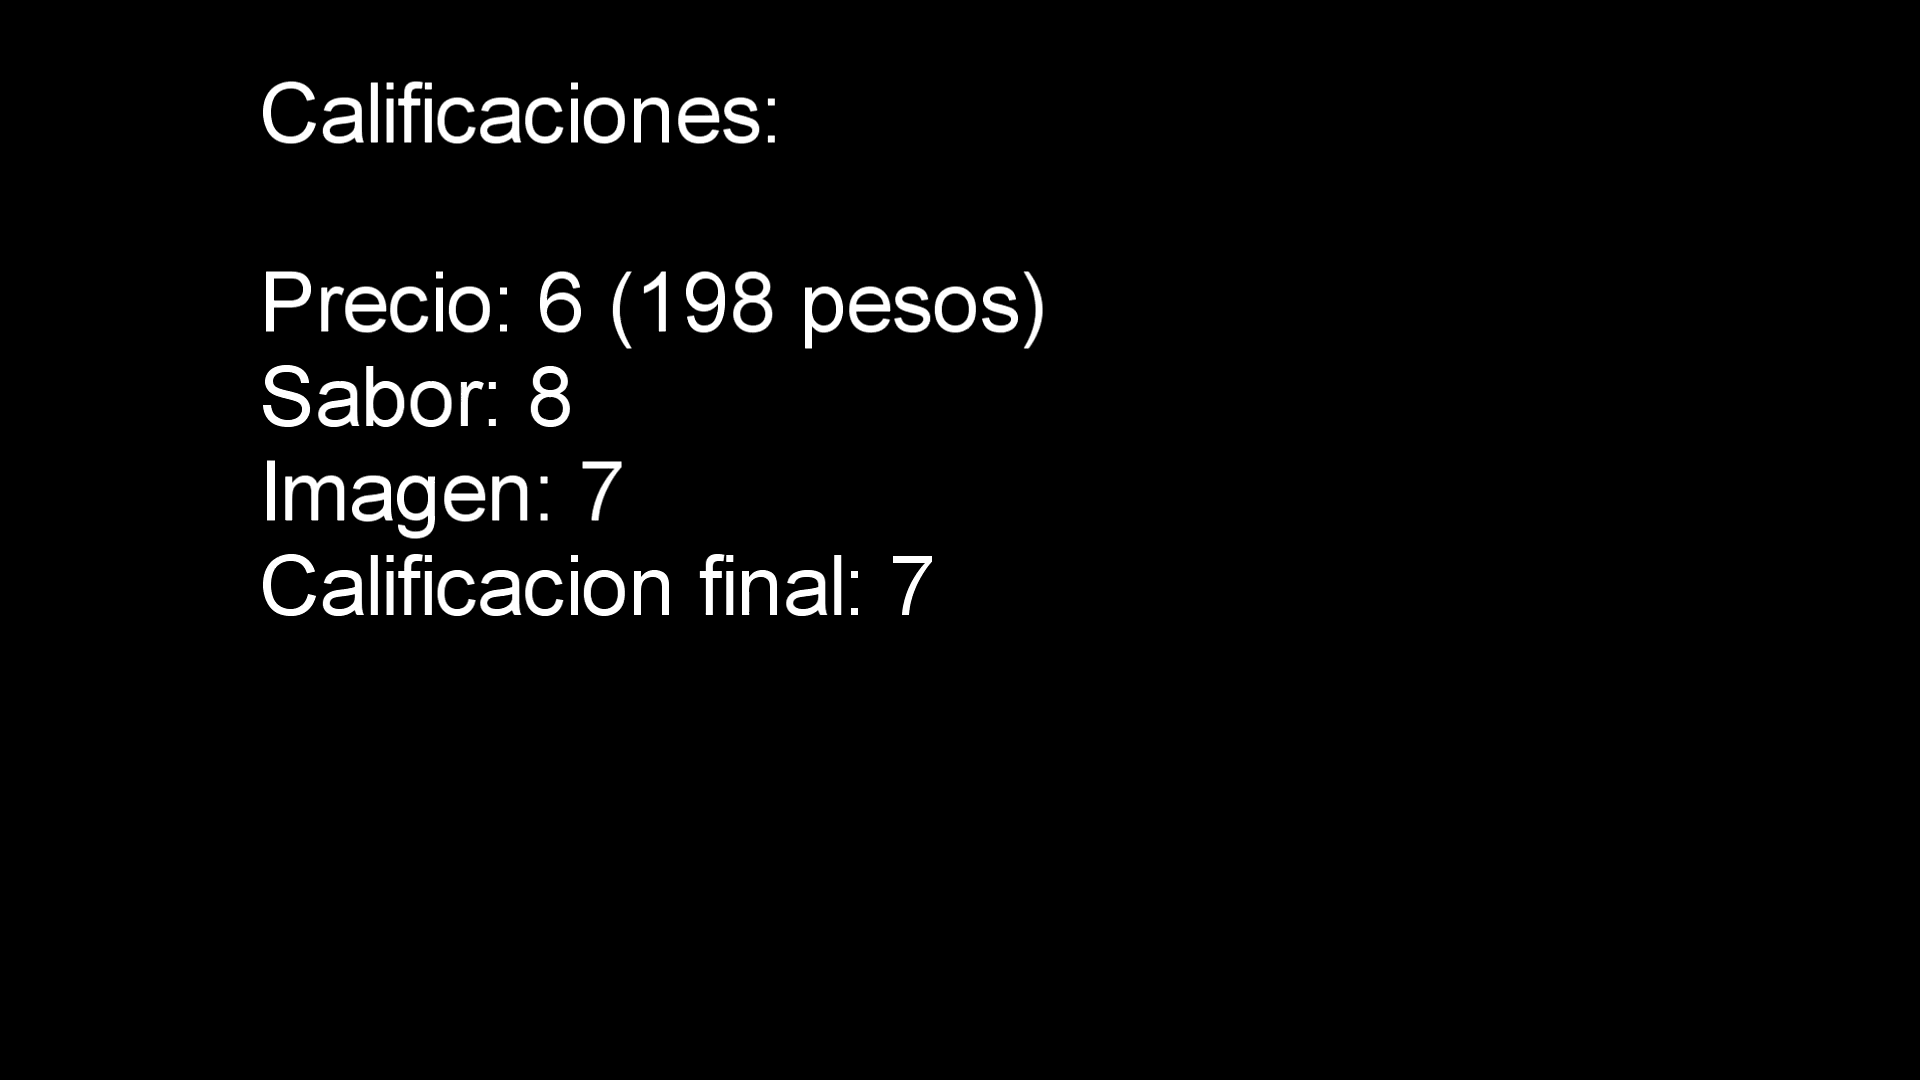 Calificaciones:
Precio: 6 (198 pesos)
Sabor: 8
Imagen: 7
Calificacion final: 7